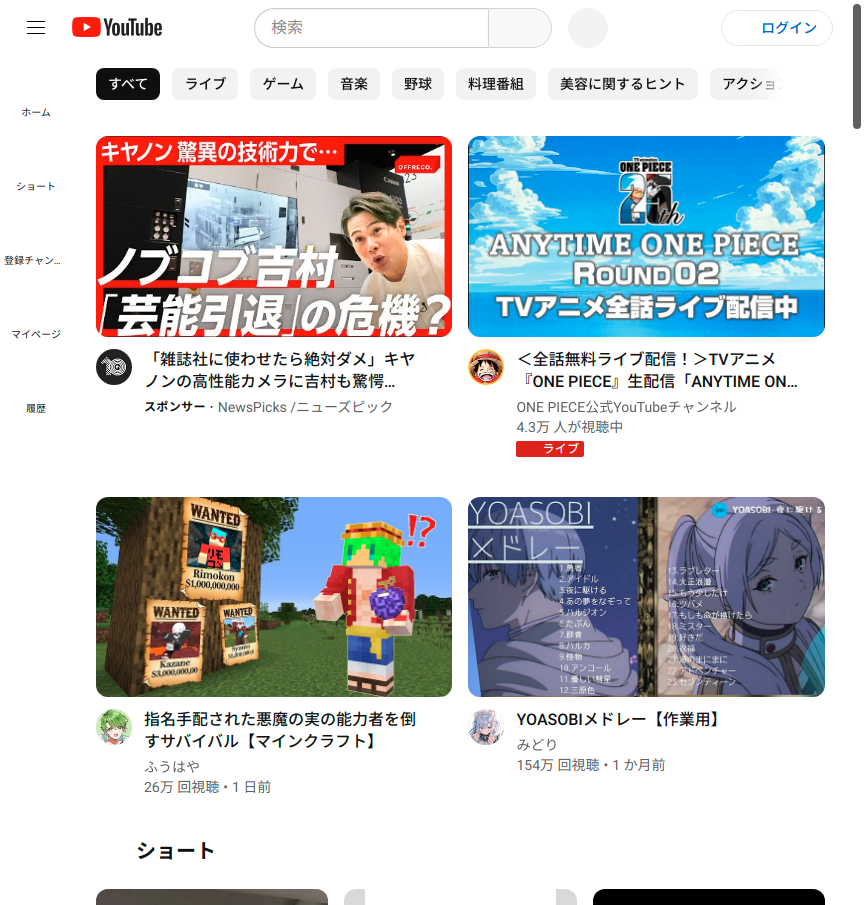 YouTube
検索
ログイン
すべて
ライブ
ゲーム
音楽
野球
料理番組
美容に関するヒント
アクショ
ホーム
ショート
登録チャン...
マイページ
履歴
キヤノン 驚異の技術力で…
OFFRECO.
Canon
ノブコブ吉村
「芸能引退」の危機？
「雑誌社に使わせたら絶対ダメ」キヤ
ノンの高性能カメラに吉村も驚愕...
スポンサー・NewsPicks /ニューズピック
ONE PIECE
25th
ANYTIME ONE PIECE
ROUND 02
TVアニメ全話ライブ配信中
＜全話無料ライブ配信！＞TVアニメ
『ONE PIECE』生配信「ANYTIME ON...
ONE PIECE公式YouTubeチャンネル
4.3万 人が視聴中
ライブ
WANTED
リモコン
Rimokon
$1,000,000,000
WANTED
Kazane
$3,000,000,00
WANTED
!?
指名手配された悪魔の実の能力者を倒
すサバイバル【マインクラフト】
ふうはや
26万 回視聴・1 日前
YOASOBI
メドレー
YOASOBI-夜に駆ける
1.勇者
2.アイドル
3.夜に駆ける
4.あの夢をなぞって
5.ハルジオン
6.たぶん
7.群青
8.ハルカ
9.怪物
10.アンコール
11.優しい彗星
12.三原色
13.ラブレター
14.大正浪漫
15.もう少しだけ
16.ツバメ
17.もしも命が描けたら
18.ミスター
19.好きだ
20.祝福
21.海のまにまに
22.アドベンチャー
23.セブンティーン
YOASOBIメドレー【作業用】
みどり
154万 回視聴・1 か月前
ショート